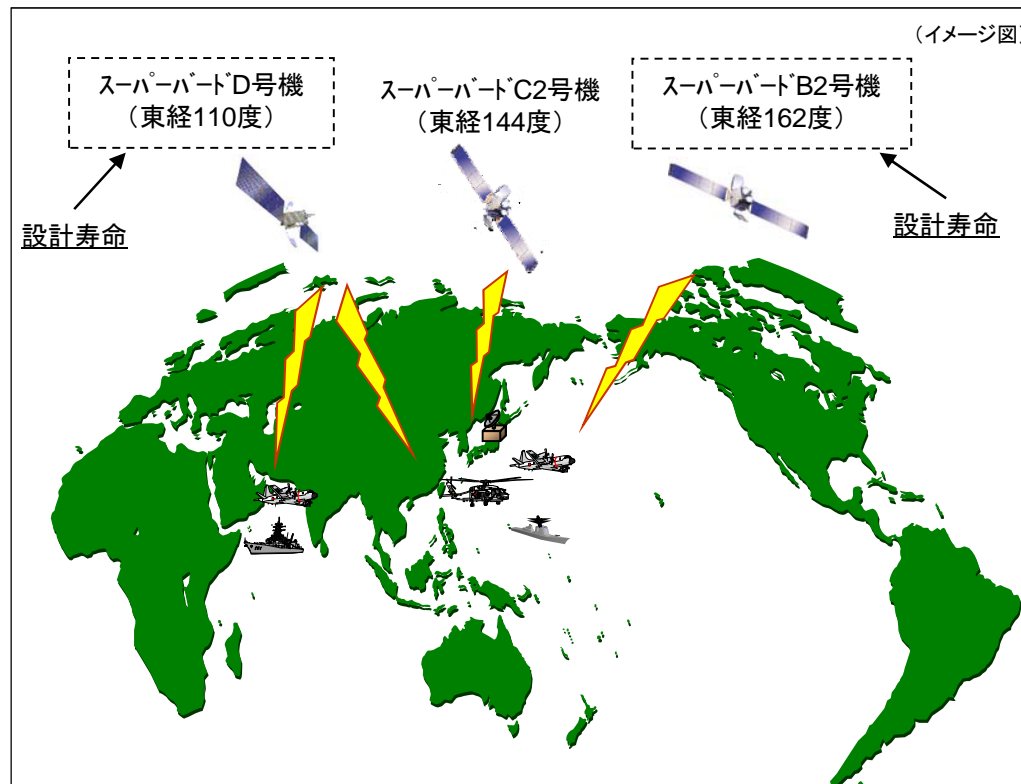 （イメージ図）
ｽｰﾊﾟｰﾊﾞｰﾄﾞD号機
（東経110度）
ｽｰﾊﾟｰﾊﾞｰﾄﾞC2号機
（東経144度）
ｽｰﾊﾟｰﾊﾞｰﾄﾞB2号機
（東経162度）
設計寿命
設計寿命